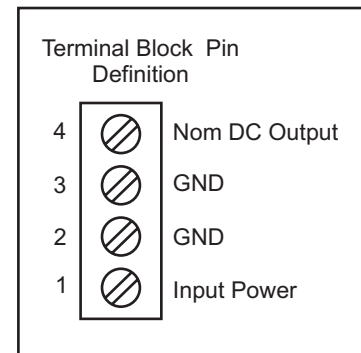 Terminal Block Pin
Definition
4 Nom DC Output
3 GND
2 GND
1 Input Power